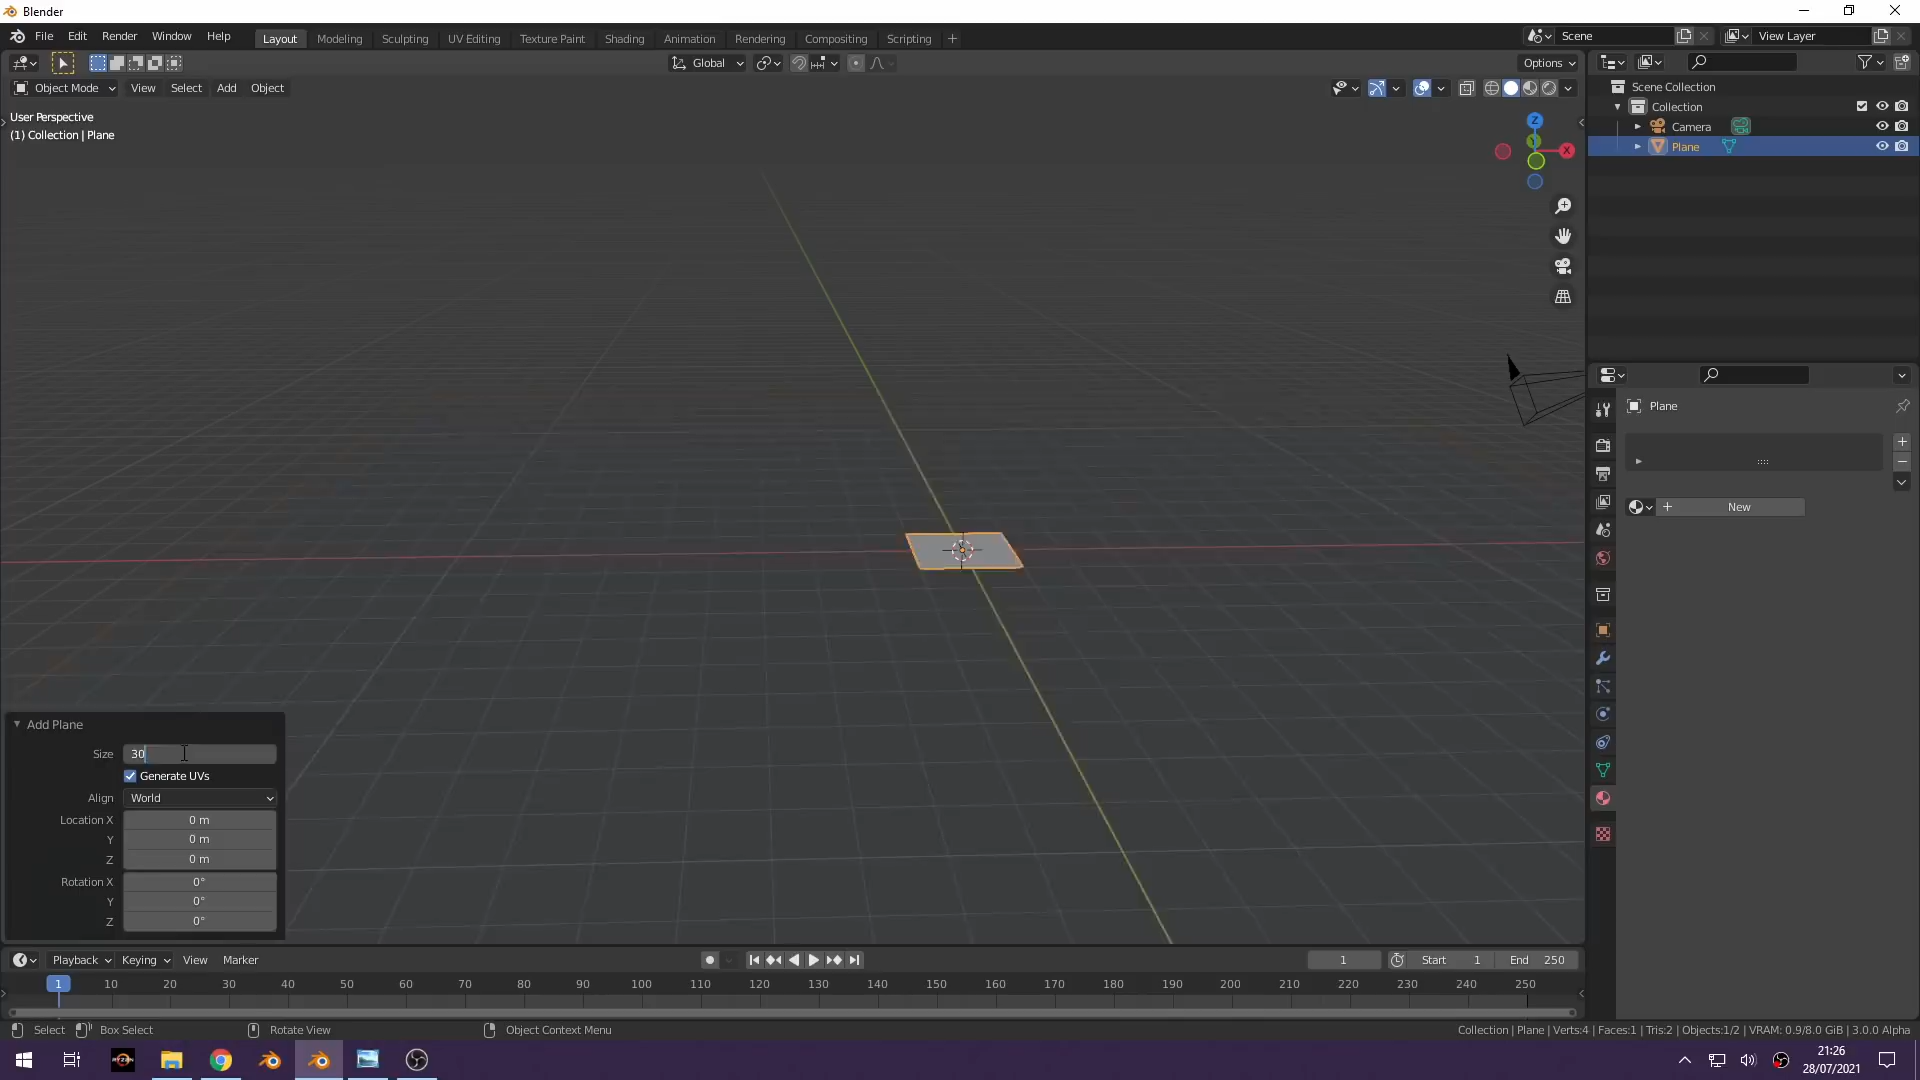 Blender
File Edit Render Window Help
Layout Modeling Sculpting UV Editing Texture Paint Shading Animation Rendering Compositing Scripting
Scene
View Layer
Global
Options
Object Mode View Select Add Object
User Perspective
(1) Collection | Plane
Z
Y
X
Scene Collection
Collection
Camera
Plane
Plane
New
Add Plane
Size 30
Generate UVs
Align World
Location X 0 m
Y 0 m
Z 0 m
Rotation X 0°
Y 0°
Z 0°
Playback Keying View Marker
1 Start 1 End 250
1 10 20 30 40 50 60 70 80 90 100 110 120 130 140 150 160 170 180 190 200 210 220 230 240 250
Select Box Select Rotate View Object Context Menu
Collection | Plane | Verts:4 | Faces:1 | Tris:2 | Objects:1/2 | VRAM: 0.9/8.0 GiB | 3.0.0 Alpha
RYZEN
21:26
28/07/2021